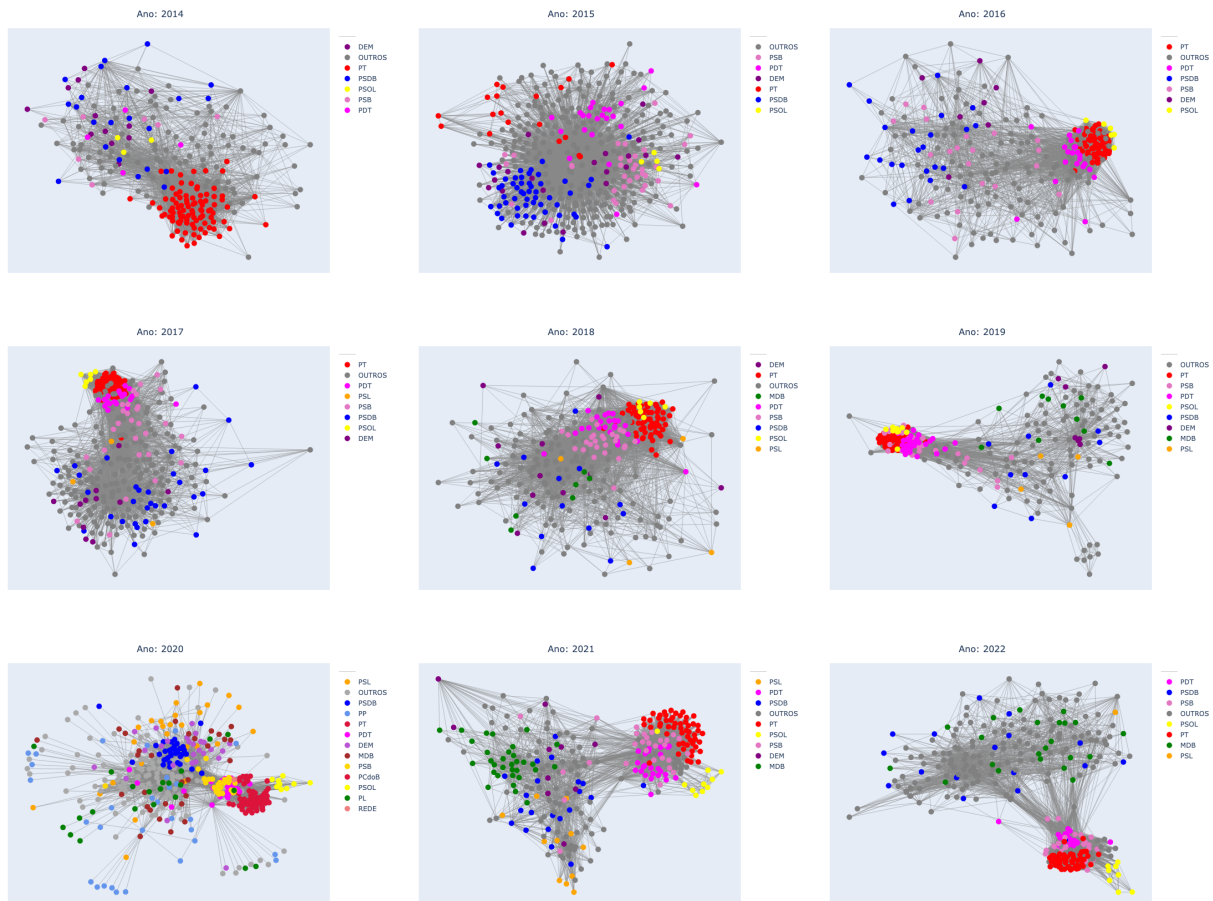 Ano: 2014
DEM
OUTROS
PT
PSDB
PSOL
PSB
PDT
Ano: 2015
OUTROS
PSB
PDT
DEM
PT
PSDB
PSOL
Ano: 2016
PT
OUTROS
PDT
PSDB
PSB
DEM
PSOL
Ano: 2017
PT
OUTROS
PDT
PSL
PSB
PSDB
PSOL
DEM
Ano: 2018
DEM
PT
OUTROS
MDB
PDT
PSB
PSDB
PSOL
PSL
Ano: 2019
OUTROS
PT
PSB
PDT
PSOL
PSDB
DEM
MDB
PSL
Ano: 2020
PSL
OUTROS
PSDB
PP
PT
PDT
DEM
MDB
PSB
PCdoB
PSOL
PL
REDE
Ano: 2021
PSL
PDT
PSDB
OUTROS
PT
PSOL
PSB
DEM
MDB
Ano: 2022
PDT
PSDB
PSB
OUTROS
PSOL
PT
MDB
PSL